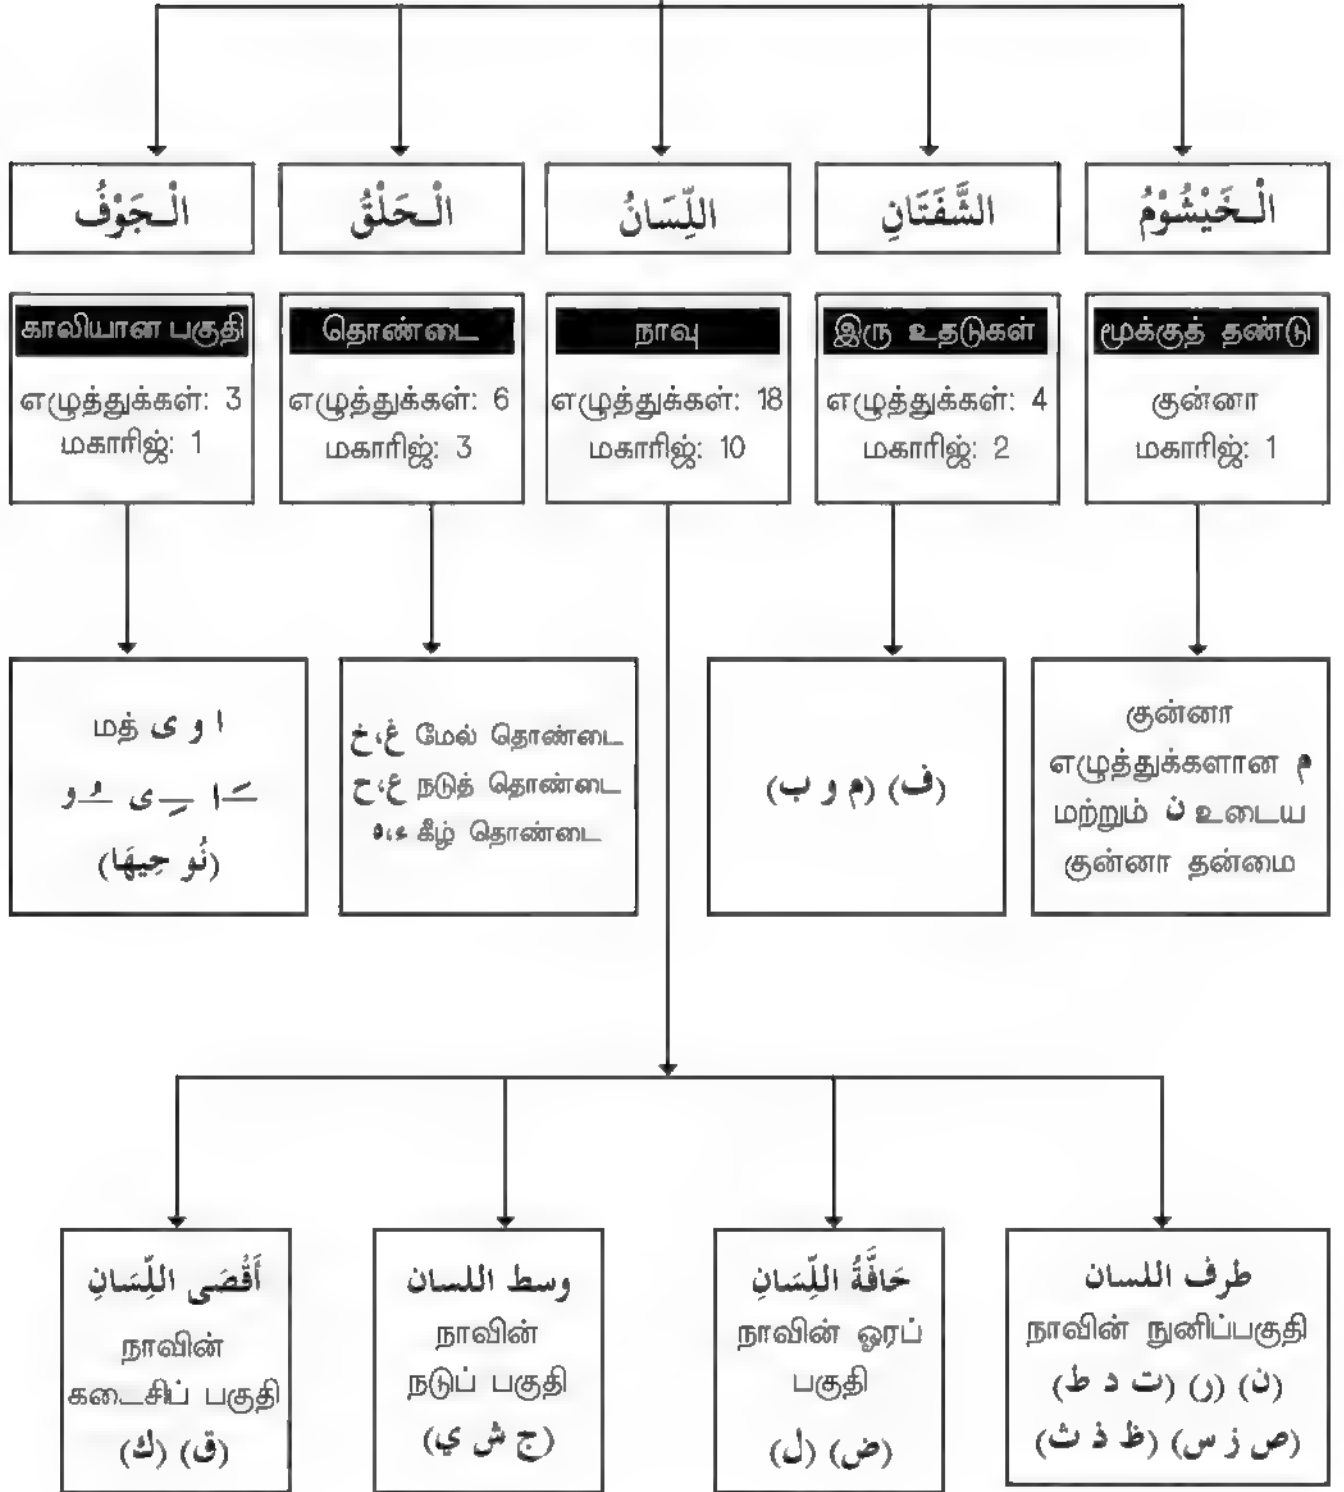 الْجَوْفُ
الْحَلْقُ
اللِّسَانُ
الشَّفَتَانِ
الْخَيْشُوْمُ
காலியான பகுதி
எழுத்துக்கள்: 3
மகாரிஜ்: 1
தொண்டை
எழுத்துக்கள்: 6
மகாரிஜ்: 3
நாவு
எழுத்துக்கள்: 18
மகாரிஜ்: 10
இரு உதடுகள்
எழுத்துக்கள்: 4
மகாரிஜ்: 2
மூக்குத் தண்டு
குன்னா
மகாரிஜ்: 1
மத் ا و ى
ـَا ـِى ـُو
(نُو حِيهَا)
غ،خ மேல் தொண்டை
ع،ح நடுத் தொண்டை
ء،ه கீழ் தொண்டை
(ف) (م و ب)
குன்னா
எழுத்துக்களான م
மற்றும் ن உடைய
குன்னா தன்மை
أَقْصَى اللِّسَانِ
நாவின்
கடைசிப் பகுதி
(ق) (ك)
وسط اللسان
நாவின்
நடுப் பகுதி
(ج ش ي)
حَافَّةُ اللِّسَانِ
நாவின் ஓரப்
பகுதி
(ض) (ل)
طرف اللسان
நாவின் நுனிப்பகுதி
(ن) (ر) (ت د ط)
(ص ز س) (ظ ذ ث)